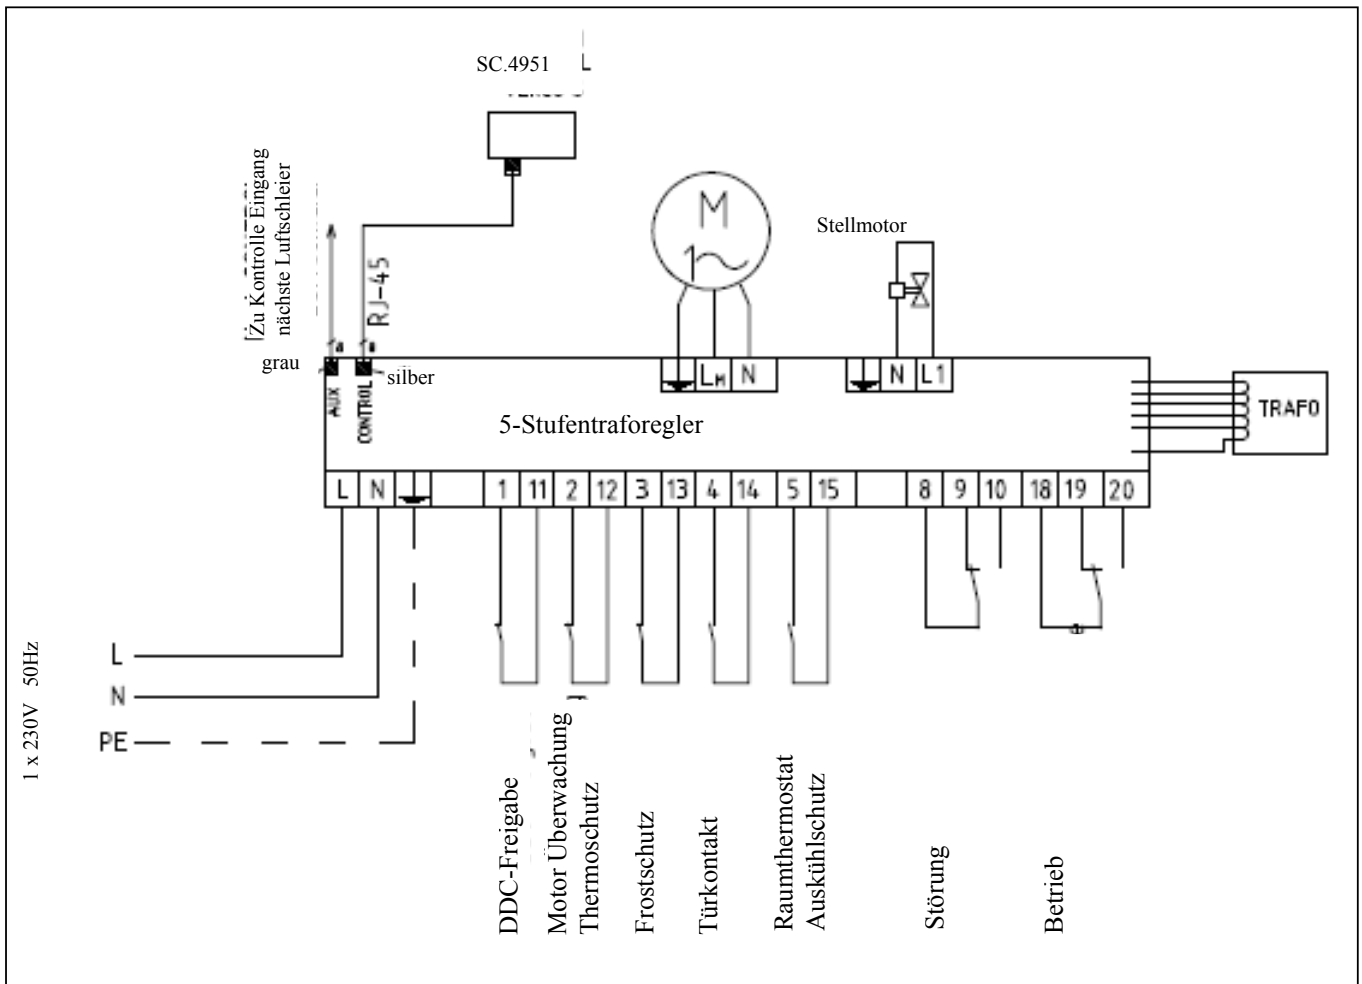 SC.4951
L
Zu Kontrolle Eingang
nächste Luftschleier
RJ-45
M
1~
Stellmotor
grau
silber
AUX
CONTROL
LM N
N L1
5-Stufentraforegler
TRAFO
L N 1 11 2 12 3 13 4 14 5 15 8 9 10 18 19 20
L
N
PE
1 x 230V 50Hz
DDC-Freigabe
Motor Überwachung
Thermoschutz
Frostschutz
Türkontakt
Raumthermostat
Auskühlschutz
Störung
Betrieb